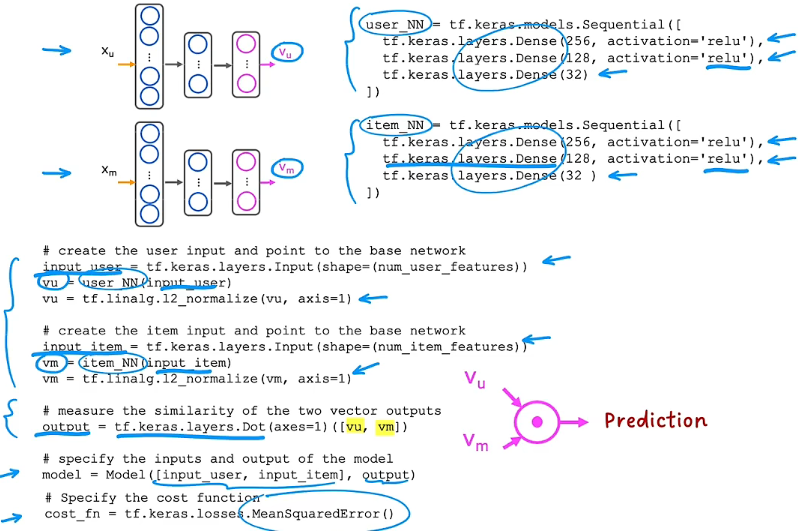 x_u
v_u
user_NN = tf.keras.models.Sequential([
tf.keras.layers.Dense(256, activation='relu'),
tf.keras.layers.Dense(128, activation='relu'),
tf.keras.layers.Dense(32)
])
x_m
v_m
item_NN = tf.keras.models.Sequential([
tf.keras.layers.Dense(256, activation='relu'),
tf.keras.layers.Dense(128, activation='relu'),
tf.keras.layers.Dense(32 )
])
# create the user input and point to the base network
input_user = tf.keras.layers.Input(shape=(num_user_features))
vu = user_NN(input_user)
vu = tf.linalg.l2_normalize(vu, axis=1)
# create the item input and point to the base network
input_item = tf.keras.layers.Input(shape=(num_item_features))
vm = item_NN(input_item)
vm = tf.linalg.l2_normalize(vm, axis=1)
# measure the similarity of the two vector outputs
output = tf.keras.layers.Dot(axes=1)([vu, vm])
# specify the inputs and output of the model
model = Model([input_user, input_item], output)
# Specify the cost function
cost_fn = tf.keras.losses.MeanSquaredError()
v_u
v_m
Prediction